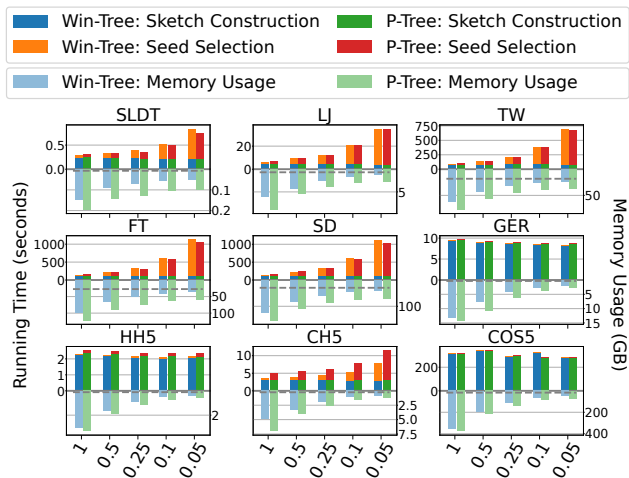 Win-Tree: Sketch Construction P-Tree: Sketch Construction
Win-Tree: Seed Selection P-Tree: Seed Selection
Win-Tree: Memory Usage P-Tree: Memory Usage
Running Time (seconds)
Memory Usage (GB)
SLDT
0.5
0.0
0.1
0.2
LJ
20
0
5
TW
750
500
250
0
50
FT
1000
500
0
50
100
SD
1000
500
0
100
GER
10
5
0
5
10
15
HH5
2
1
0
2
1 0.5 0.25 0.1 0.05
CH5
10
5
0
2.5
5.0
7.5
1 0.5 0.25 0.1 0.05
COS5
200
0
200
400
1 0.5 0.25 0.1 0.05